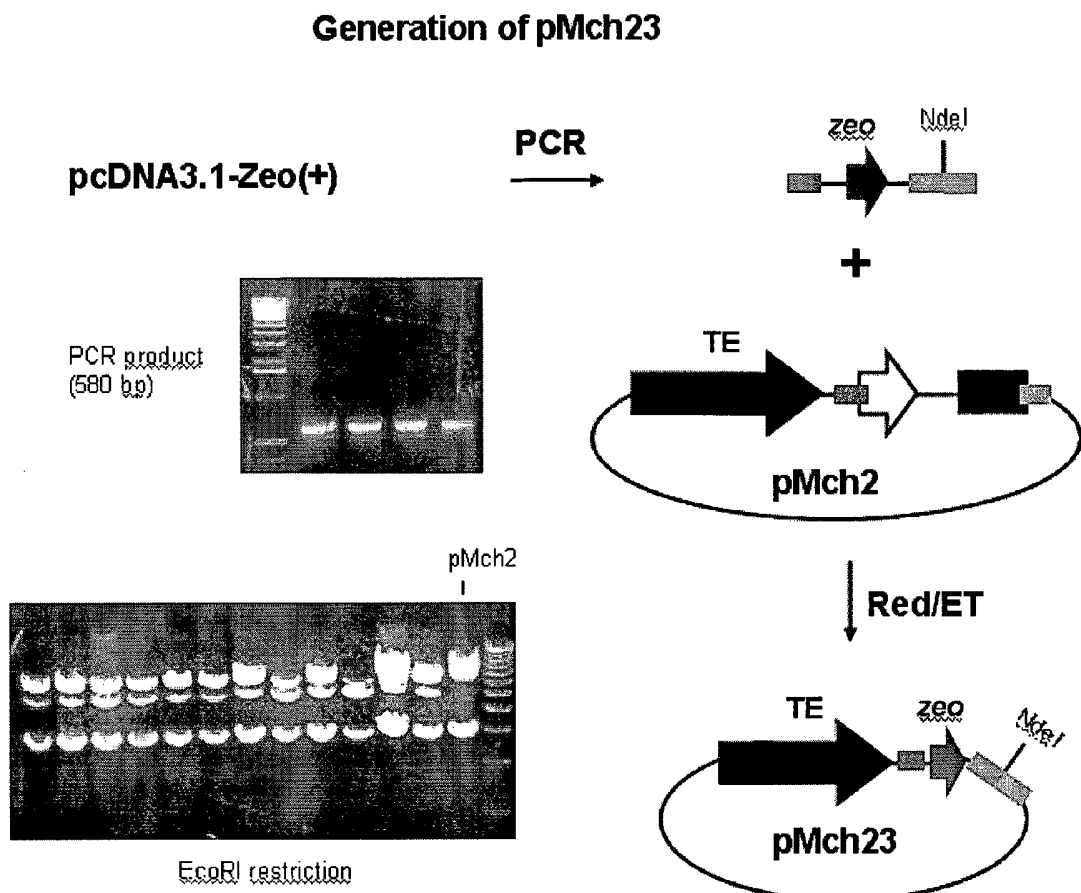 Generation of pMch23
pcDNA3.1-Zeo(+)
PCR
zeo
NdeI
+
PCR product
(580 bp)
TE
pMch2
pMch2
Red/ET
TE
zeo
NdeI
pMch23
EcoRI restriction